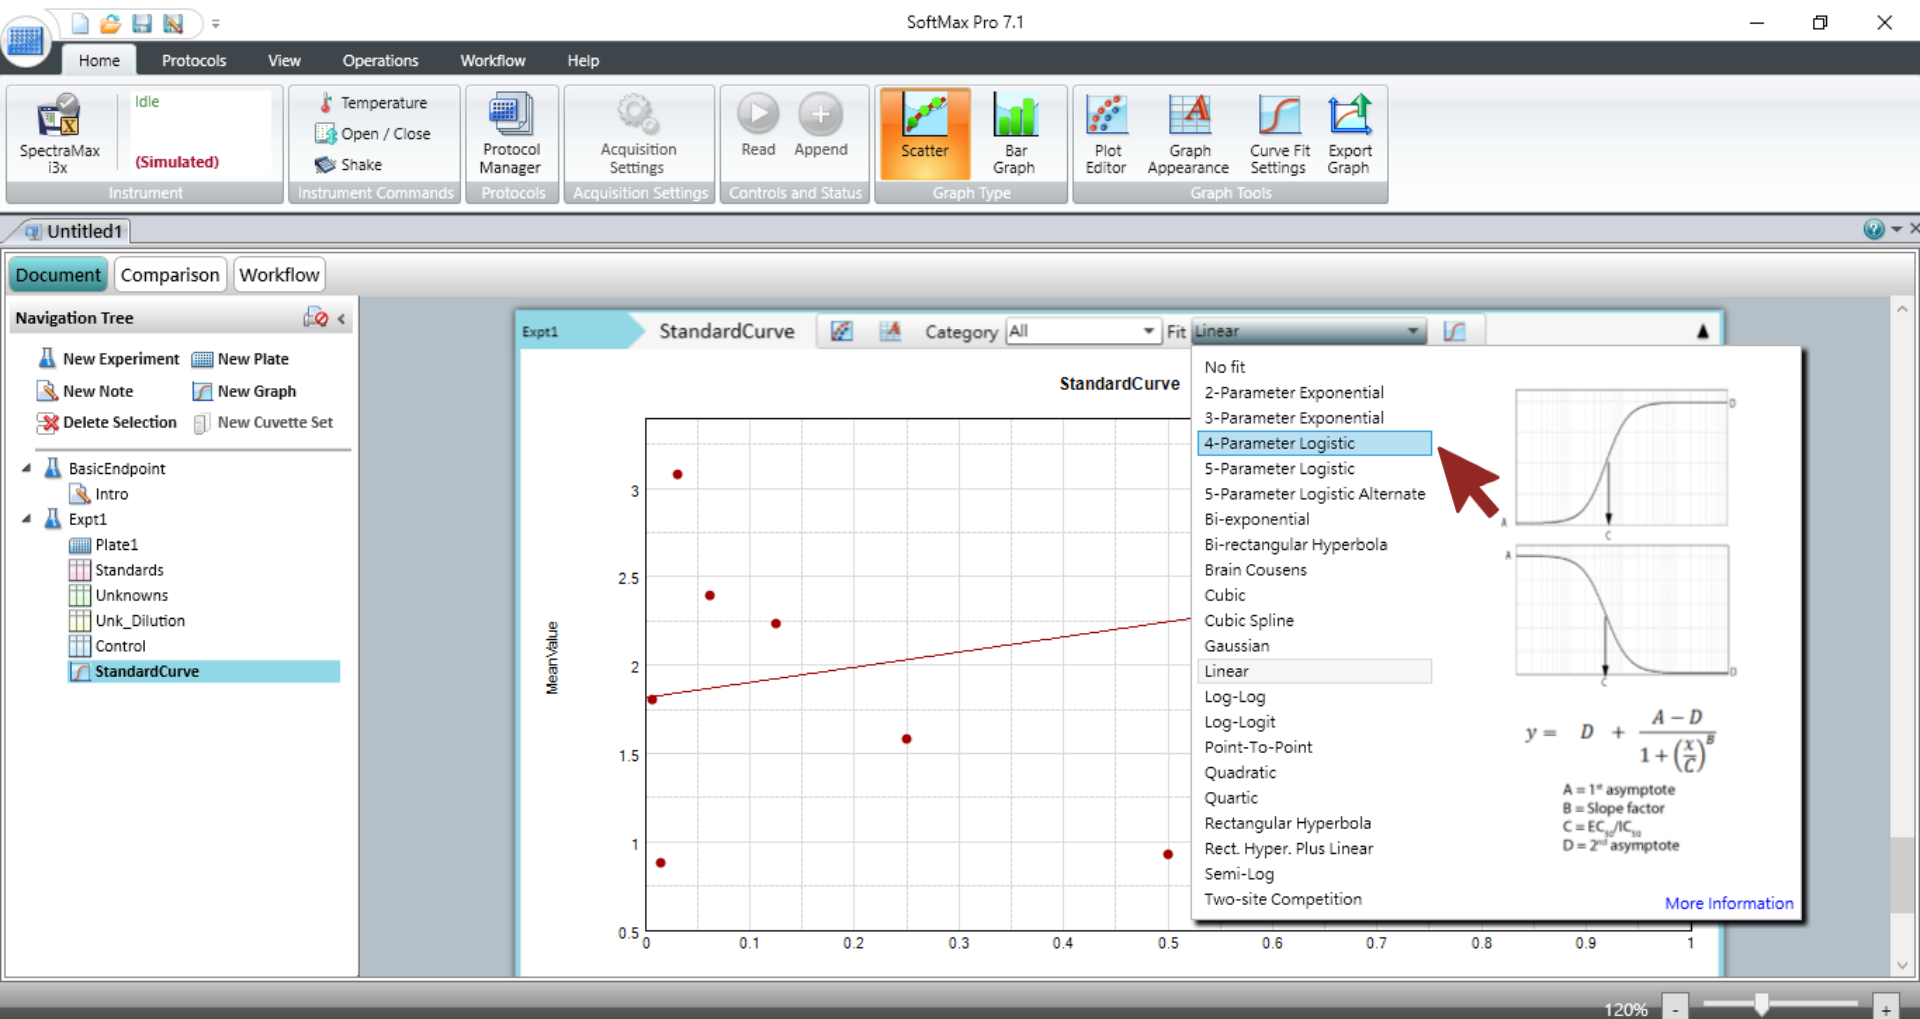 SoftMax Pro 7.1
Home Protocols View Operations Workflow Help
Idle
(Simulated)
SpectraMax
i3x
Instrument
Temperature
Open / Close
Shake
Instrument Commands
Protocol
Manager
Protocols
Acquisition
Settings
Acquisition Settings
Read Append
Controls and Status
Scatter
Bar
Graph
Graph Type
Plot
Editor
Graph
Appearance
Curve Fit
Settings
Export
Graph
Graph Tools
Untitled1
Document Comparison Workflow
Navigation Tree
New Experiment New Plate
New Note New Graph
Delete Selection New Cuvette Set
BasicEndpoint
Intro
Expt1
Plate1
Standards
Unknowns
Unk_Dilution
Control
StandardCurve
Expt1 StandardCurve Category All Fit Linear
StandardCurve
MeanValue
3
2.5
2
1.5
1
0.5
0 0.1 0.2 0.3 0.4 0.5 0.6 0.7 0.8 0.9 1
No fit
2-Parameter Exponential
3-Parameter Exponential
4-Parameter Logistic
5-Parameter Logistic
5-Parameter Logistic Alternate
Bi-exponential
Bi-rectangular Hyperbola
Brain Cousens
Cubic
Cubic Spline
Gaussian
Linear
Log-Log
Log-Logit
Point-To-Point
Quadratic
Quartic
Rectangular Hyperbola
Rect. Hyper. Plus Linear
Semi-Log
Two-site Competition
D
A
C
A
D
C
y = D + (A − D) / (1 + (x/C)^B)
A = 1st asymptote
B = Slope factor
C = EC50/IC50
D = 2nd asymptote
More Information
120% - +